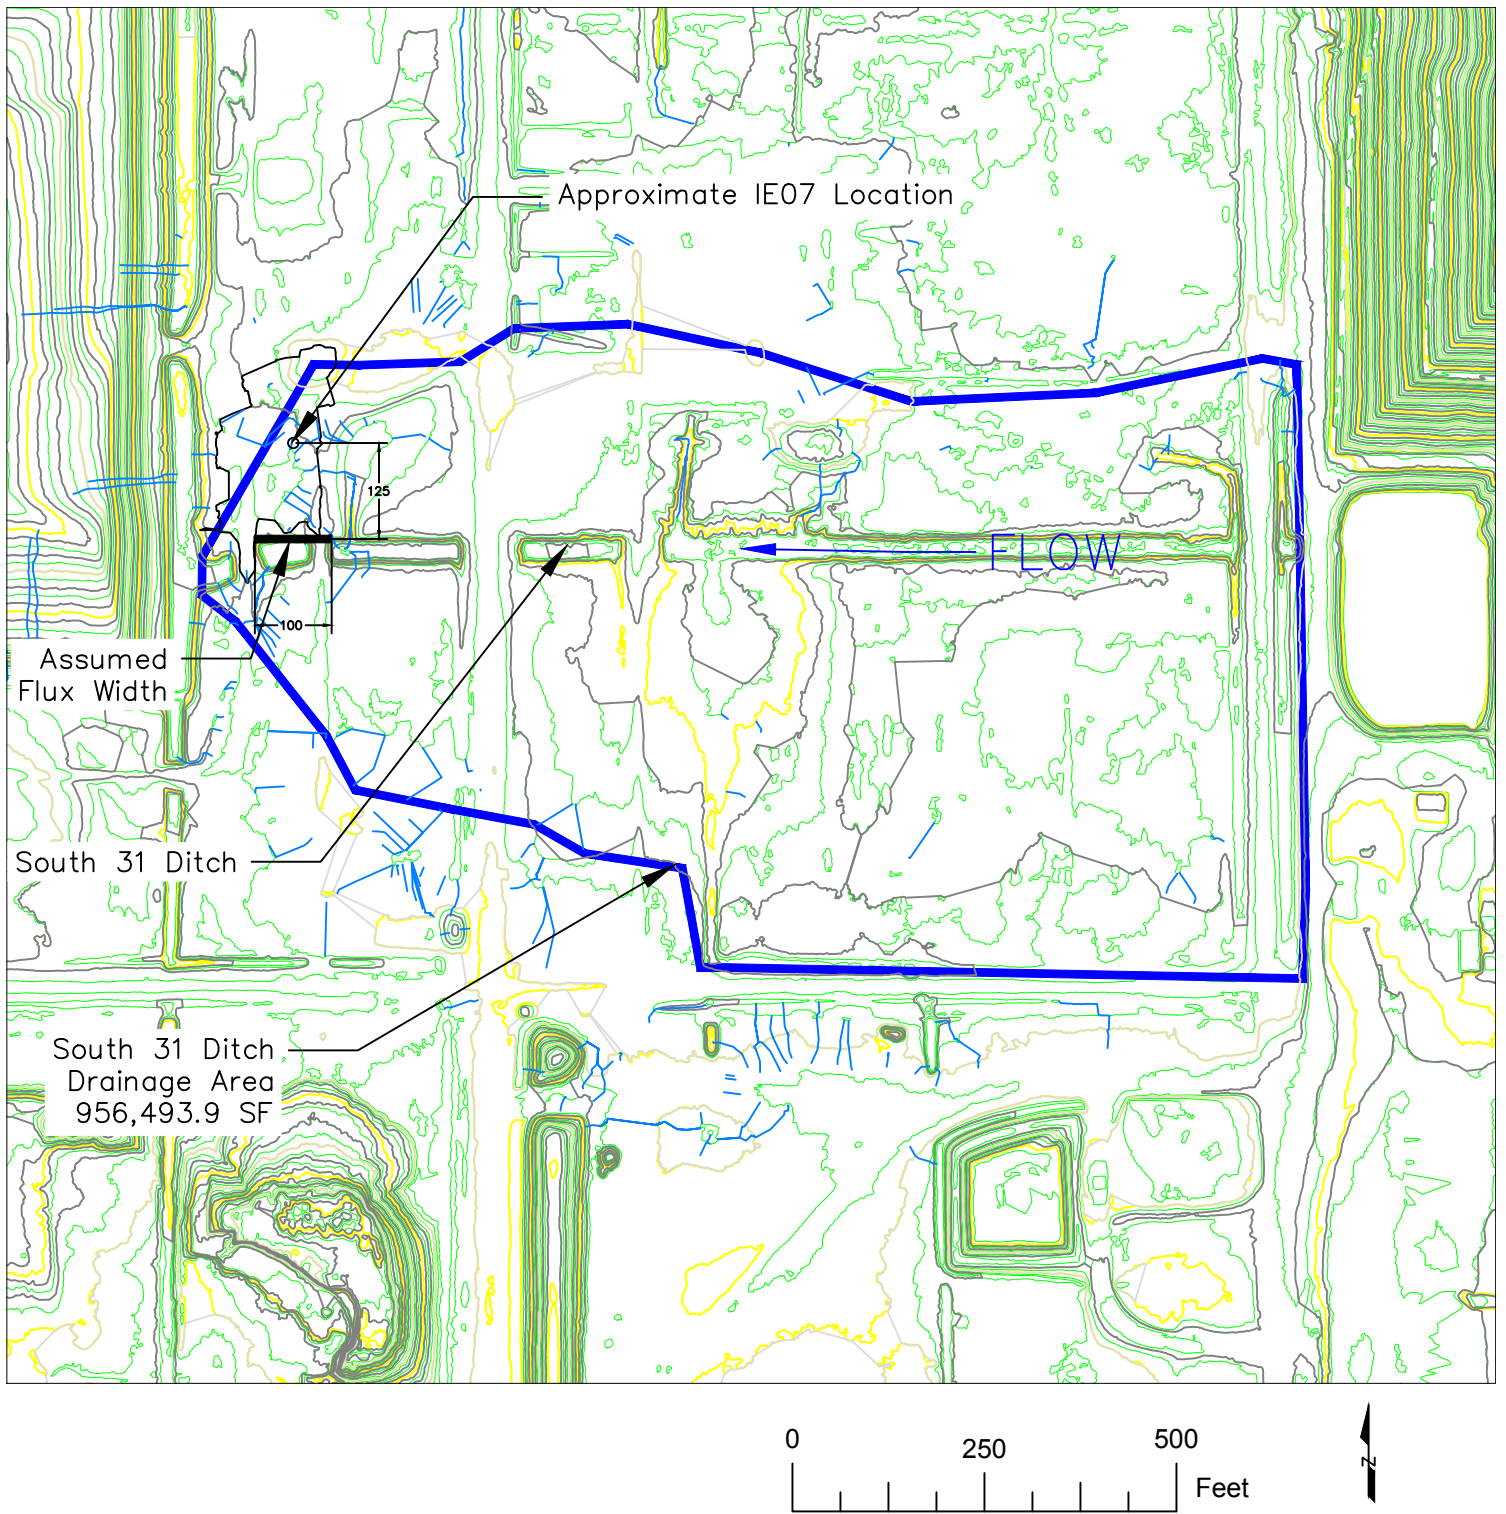 Approximate IE07 Location
125
FLOW
100
Assumed
Flux Width
South 31 Ditch
South 31 Ditch
Drainage Area
956,493.9 SF
0
250
500
Feet
N